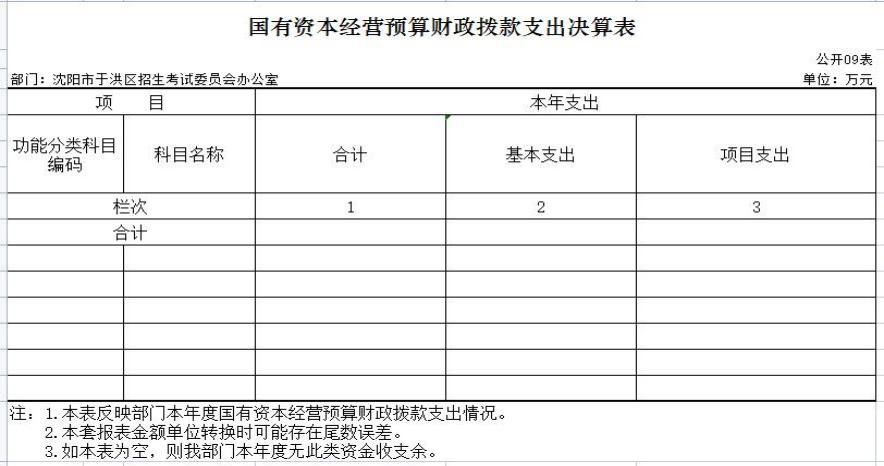 国有资本经营预算财政拨款支出决算表
公开09表
部门：沈阳市于洪区招生考试委员会办公室 单位：万元
项 目 本年支出
功能分类科目
编码 科目名称 合计 基本支出 项目支出
栏次 1 2 3
合计
注：1.本表反映部门本年度国有资本经营预算财政拨款支出情况。
2.本套报表金额单位转换时可能存在尾数误差。
3.如本表为空，则我部门本年度无此类资金收支余。